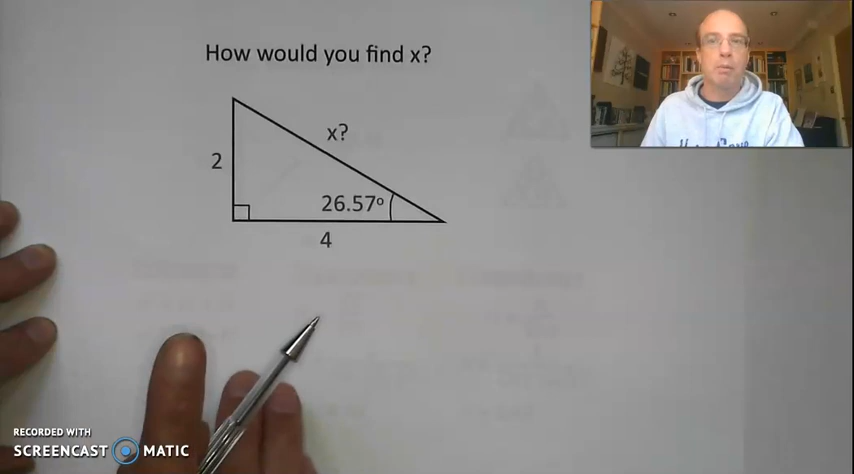 How would you find x?
x?
2
26.57°
4
RECORDED WITH
SCREENCAST MATIC